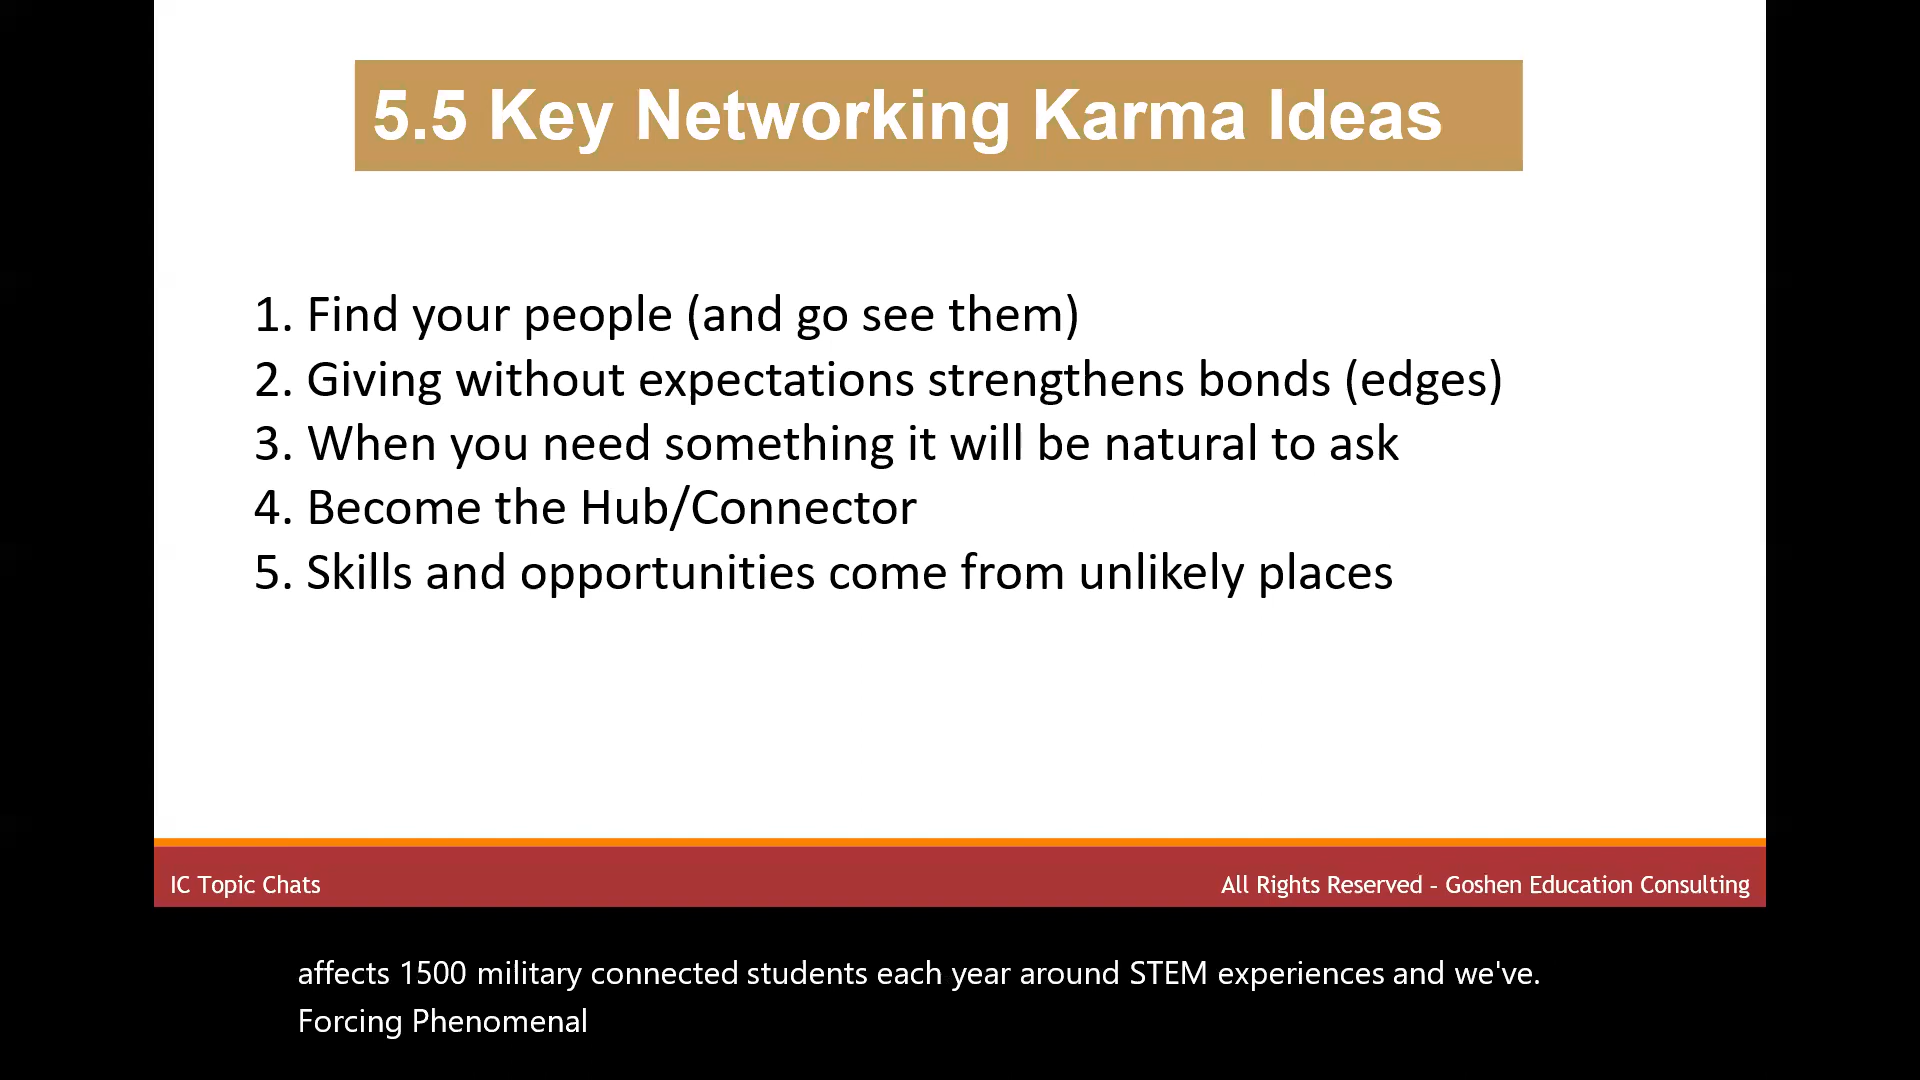 5.5 Key Networking Karma Ideas
1. Find your people (and go see them)
2. Giving without expectations strengthens bonds (edges)
3. When you need something it will be natural to ask
4. Become the Hub/Connector
5. Skills and opportunities come from unlikely places
IC Topic Chats
All Rights Reserved – Goshen Education Consulting
affects 1500 military connected students each year around STEM experiences and we've.
Forcing Phenomenal